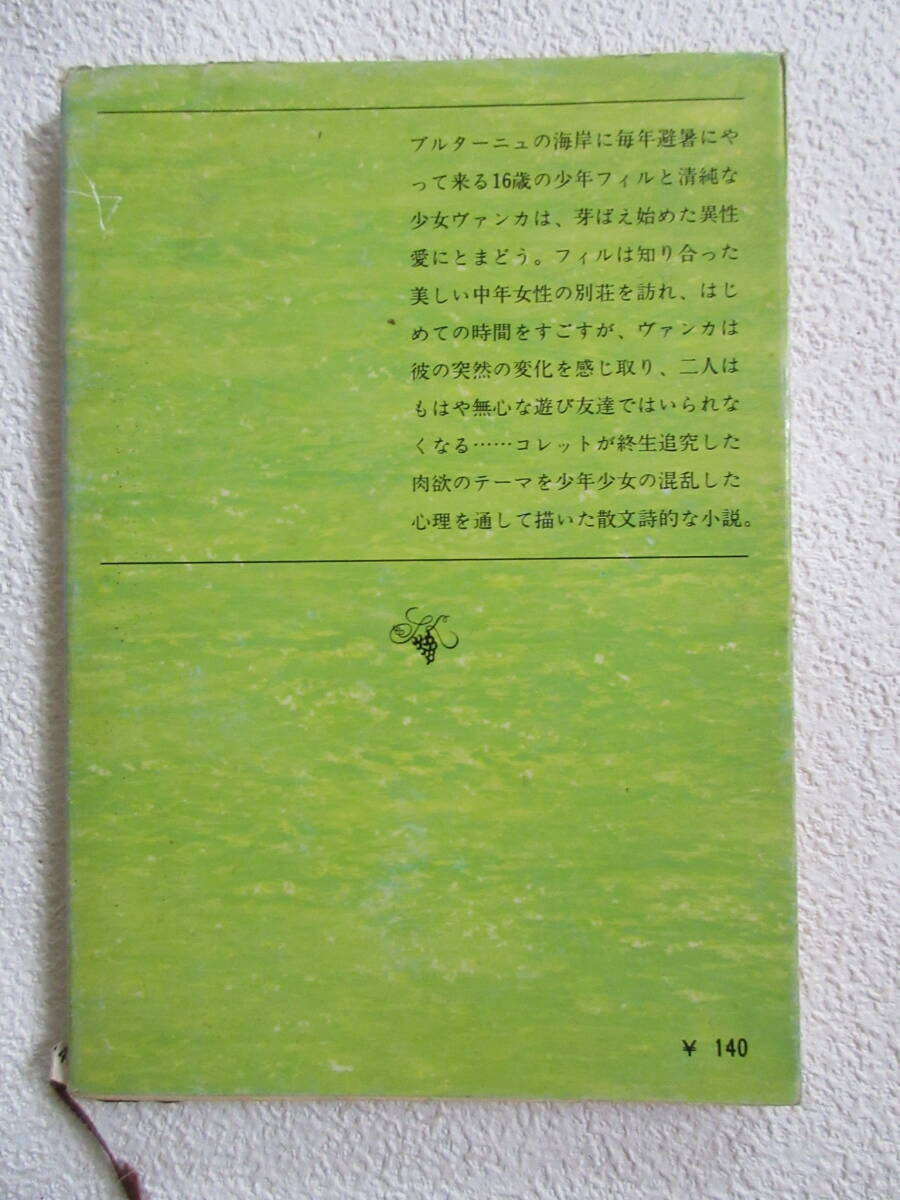 ブルターニュの海岸に毎年避暑にや
って来る16歳の少年フィルと清純な
少女ヴァンカは、芽ばえ始めた異性
愛にとまどう。フィルは知り合った
美しい中年女性の別荘を訪れ、はじ
めての時間をすごすが、ヴァンカは
彼の突然の変化を感じ取り、二人は
もはや無心な遊び友達ではいられな
くなる……コレットが終生追究した
肉欲のテーマを少年少女の混乱した
心理を通して描いた散文詩的な小説。
¥ 140